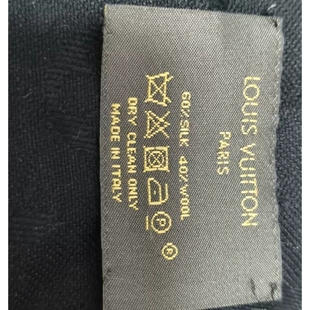 LOUIS VUITTON
PARIS
60%SILK 40%WOOL
P
®
DRY CLEAN ONLY
MADE IN ITALY